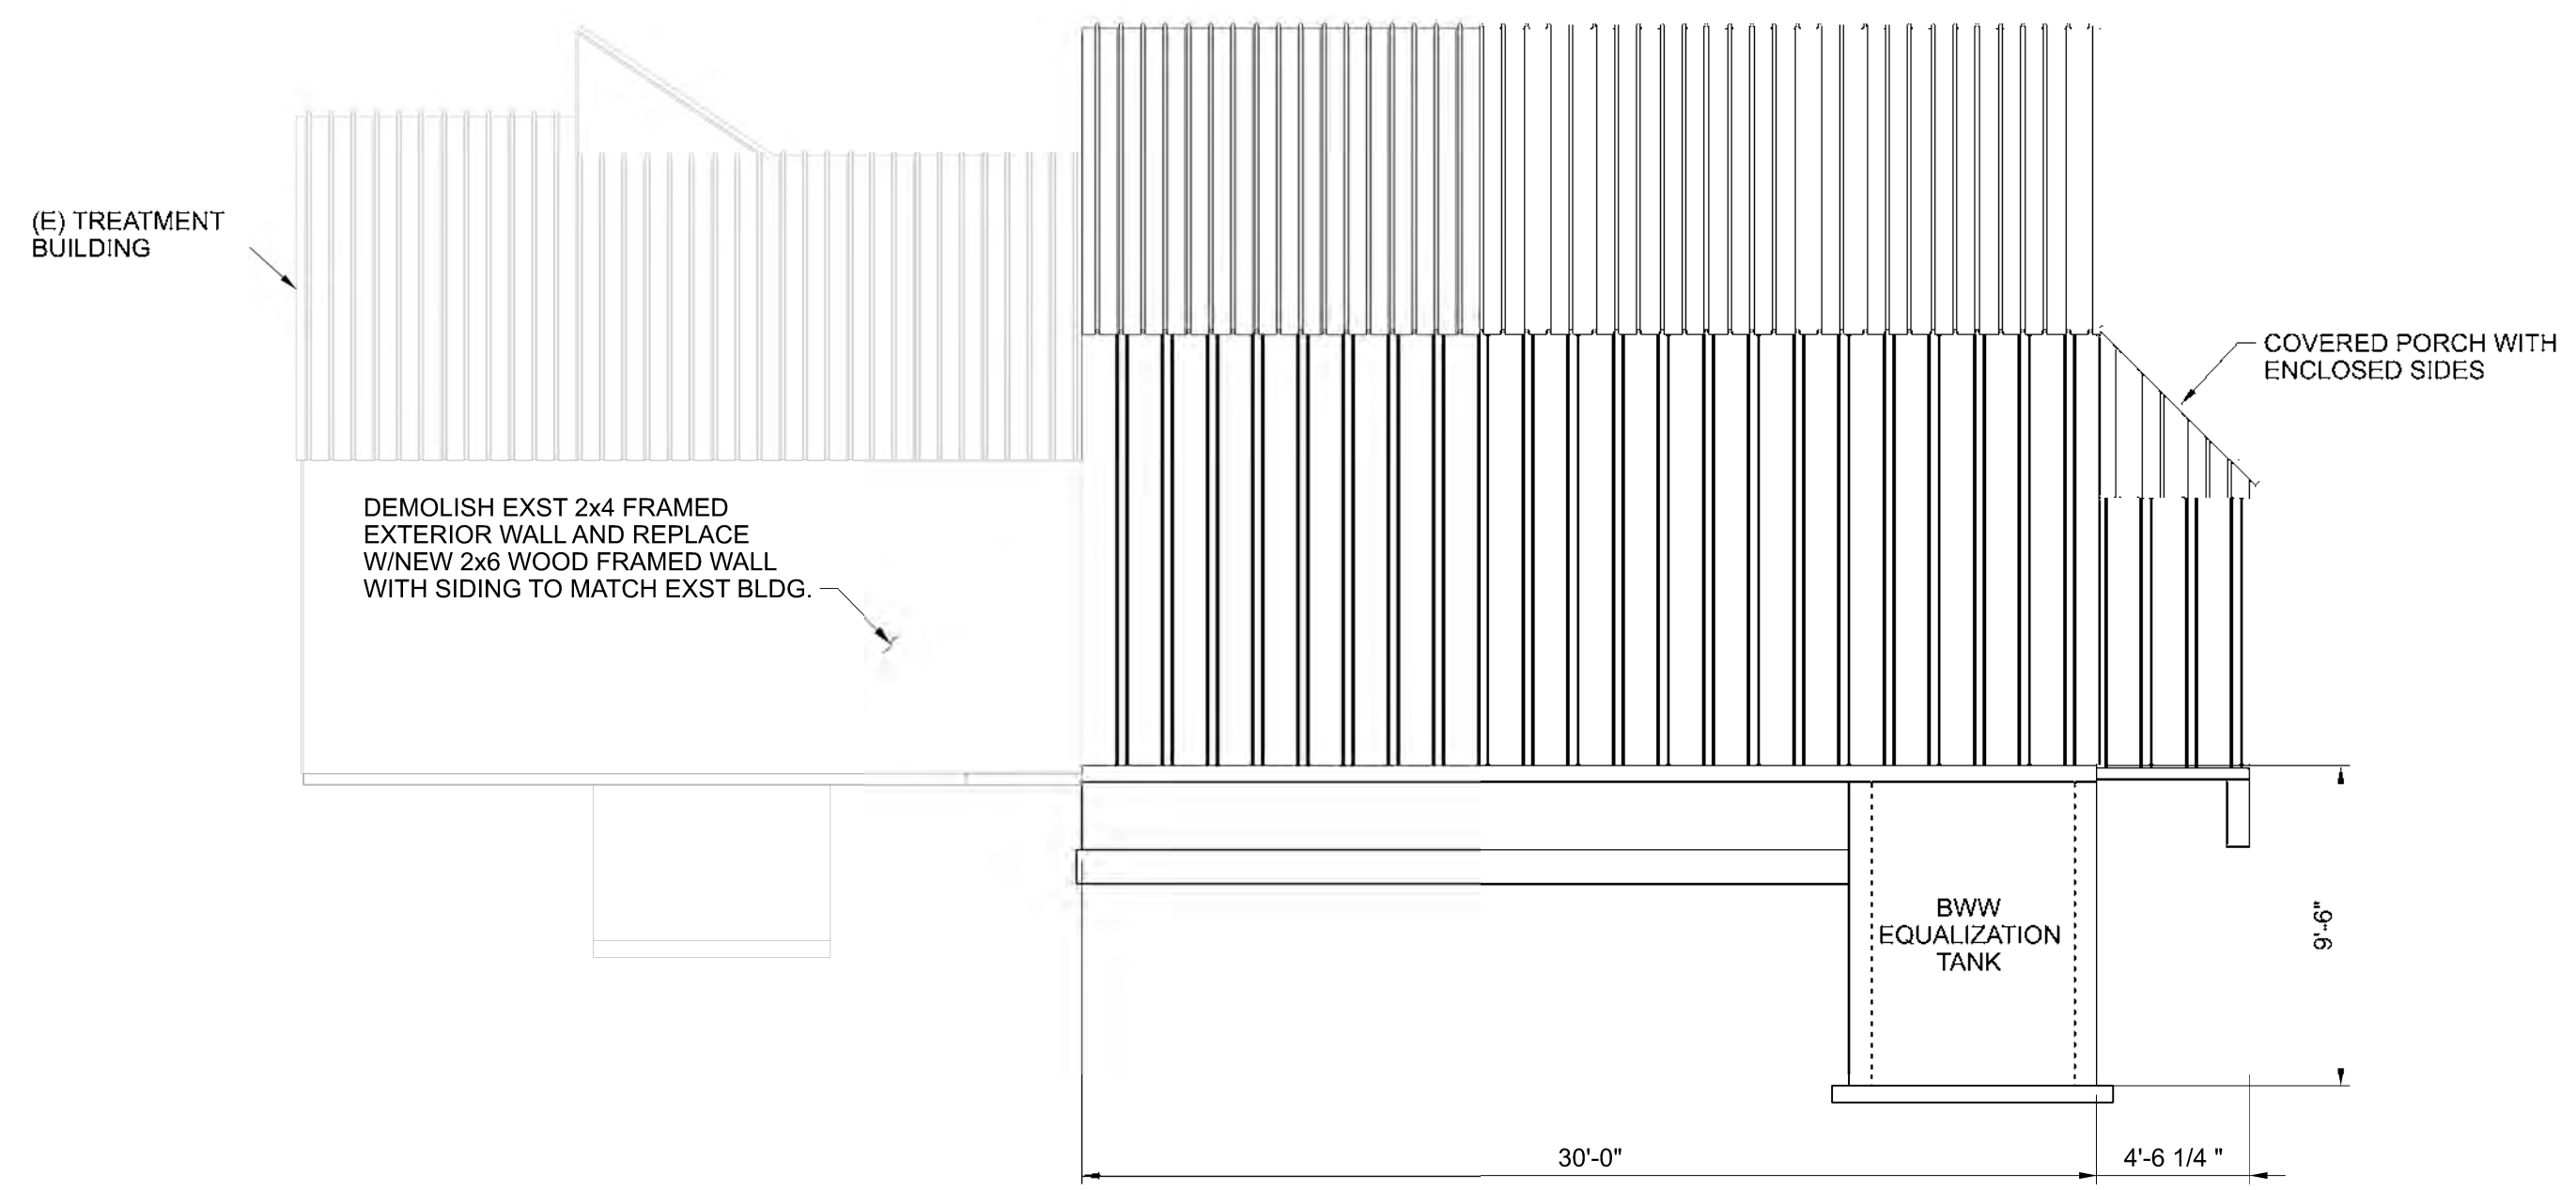 (E) TREATMENT
BUILDING
COVERED PORCH WITH
ENCLOSED SIDES
DEMOLISH EXST 2x4 FRAMED
EXTERIOR WALL AND REPLACE
W/NEW 2x6 WOOD FRAMED WALL
WITH SIDING TO MATCH EXST BLDG.
BWW
EQUALIZATION
TANK
9'-6"
30'-0"
4'-6 1/4 "